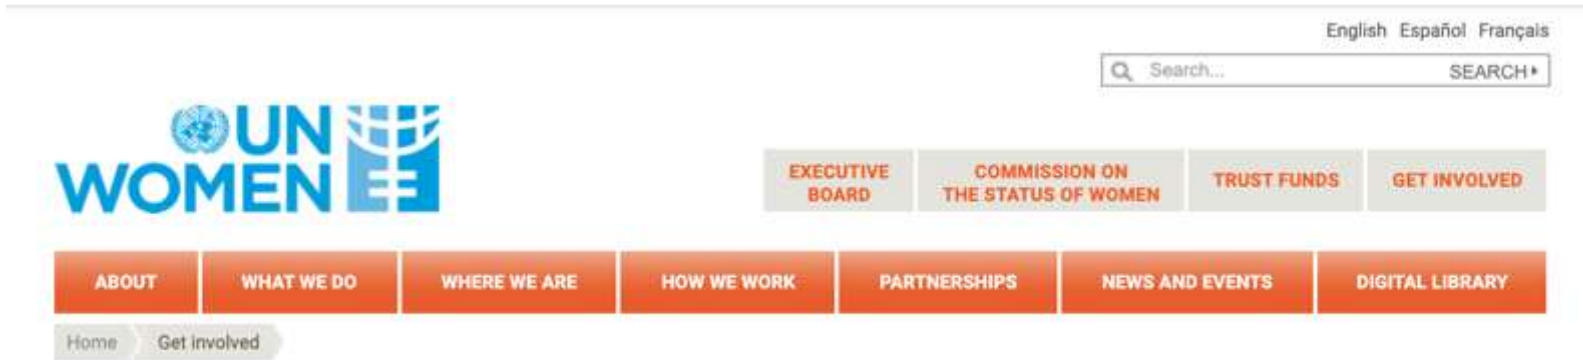 English Español Français
Search... SEARCH
UN
WOMEN
EXECUTIVE
BOARD
COMMISSION ON
THE STATUS OF WOMEN
TRUST FUNDS
GET INVOLVED
ABOUT
WHAT WE DO
WHERE WE ARE
HOW WE WORK
PARTNERSHIPS
NEWS AND EVENTS
DIGITAL LIBRARY
Home Get involved